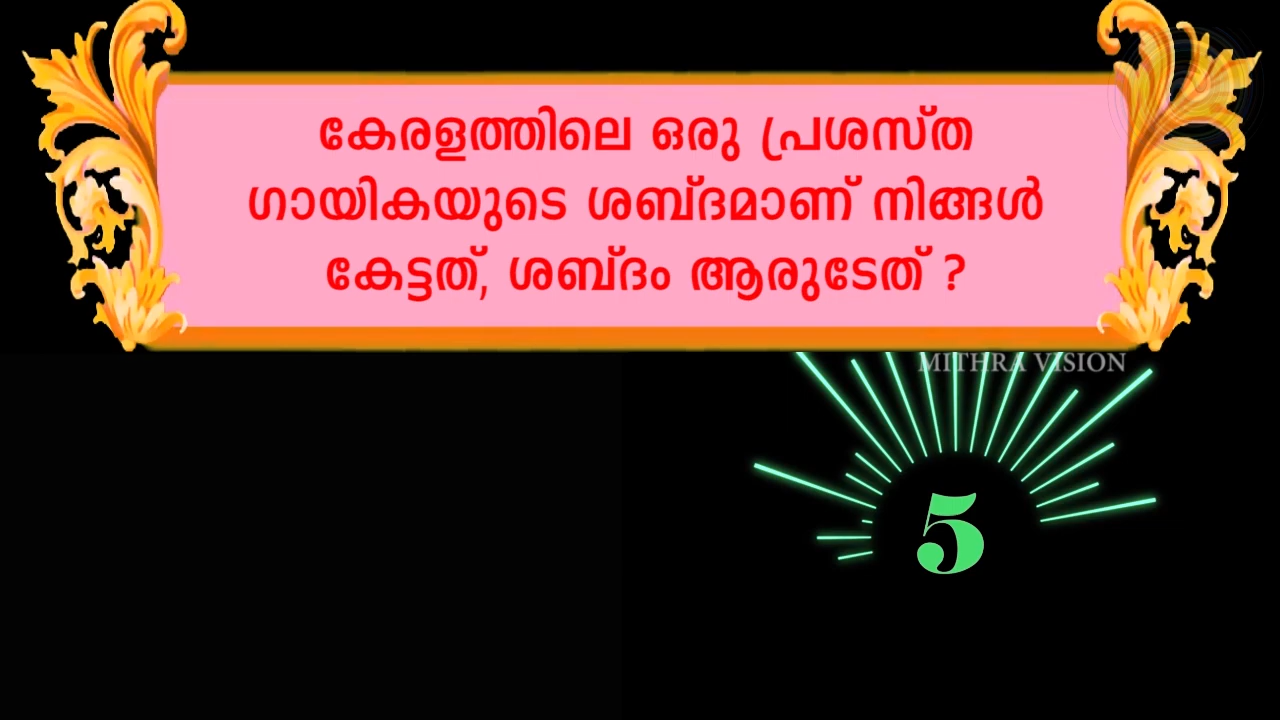 കേരളത്തിലെ ഒരു പ്രശസ്ത
ഗായികയുടെ ശബ്ദമാണ് നിങ്ങൾ
കേട്ടത്, ശബ്ദം ആരുടേത് ?
MITHRA VISION
5